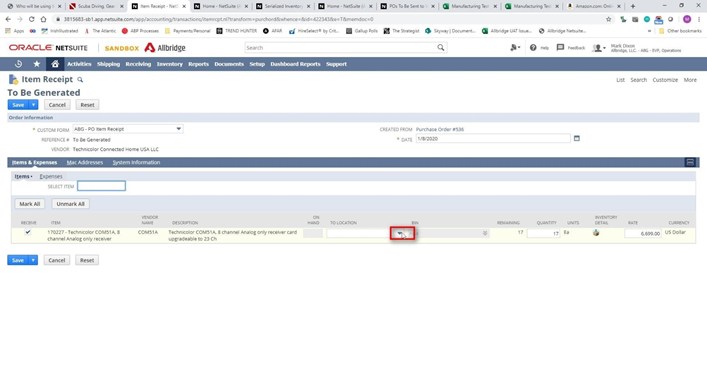 Who will be using
Scuba Diving, Gear
Item Receipt - NetSu
Home - NetSuite
Serialized Inventory
Home - NetSuite
POs To Be Sent to
Manufacturing Tec
Manufacturing Tec
Amazon.com: Onlin
3815683-sb1.app.netsuite.com/app/accounting/transactions/itemrcpt.nl?transform=purchord&whence=&id=422342&e=T&memdoc=0
Apps
MxIllustrated
The Atlantic
ABP Processes
Payments/Personal
TREND HUNTER
AFAR
HireSelect® by Crit...
Gallup Polls
The Strategist
Skyway | Document...
Allbridge UAT Issue...
Allbridge Netsuite...
Other bookmarks
ORACLE NETSUITE
SANDBOX
Allbridge
Search
Help
Feedback
Mark Dixon
Allbridge, LLC. - ABG - EVP, Operations
Activities Shipping Receiving Inventory Reports Documents Setup Dashboard Reports Support
Item Receipt
List Search Customize More
To Be Generated
Save Cancel Reset
Order Information
* CUSTOM FORM ABG - PO Item Receipt
CREATED FROM Purchase Order #536
REFERENCE # To Be Generated
* DATE 1/8/2020
VENDOR Technicolor Connected Home USA LLC
Items & Expenses Mac Addresses System Information
Items • Expenses
SELECT ITEM
Mark All Unmark All
RECEIVE ITEM VENDOR NAME DESCRIPTION ON HAND TO LOCATION BIN REMAINING QUANTITY UNITS INVENTORY DETAIL RATE CURRENCY
170227 - Technicolor COM51A, 8 channel Analog only receiver COM51A Technicolor COM51A, 8 channel Analog only receiver card upgradeable to 23 Ch 17 17 Ea 6,699.00 US Dollar
Save Cancel Reset